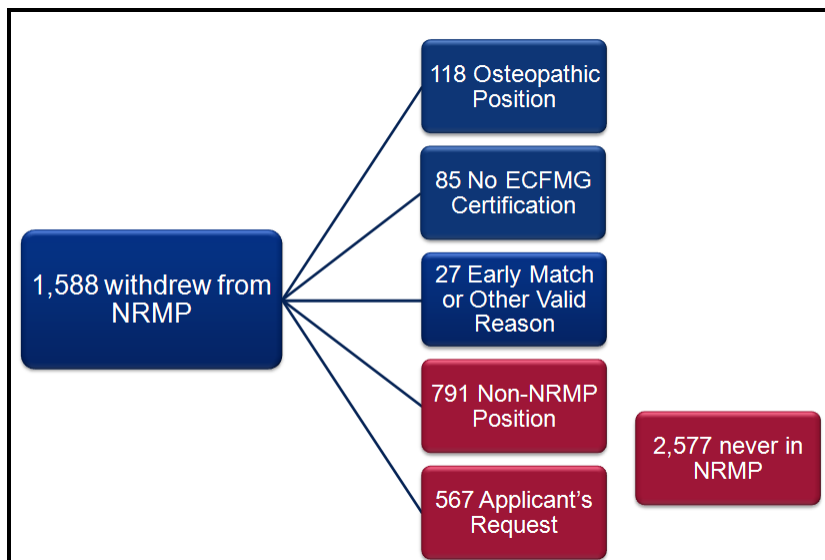 118 Osteopathic
Position
85 No ECFMG
Certification
1,588 withdrew from
NRMP
27 Early Match
or Other Valid
Reason
791 Non-NRMP
Position
2,577 never in
NRMP
567 Applicant’s
Request